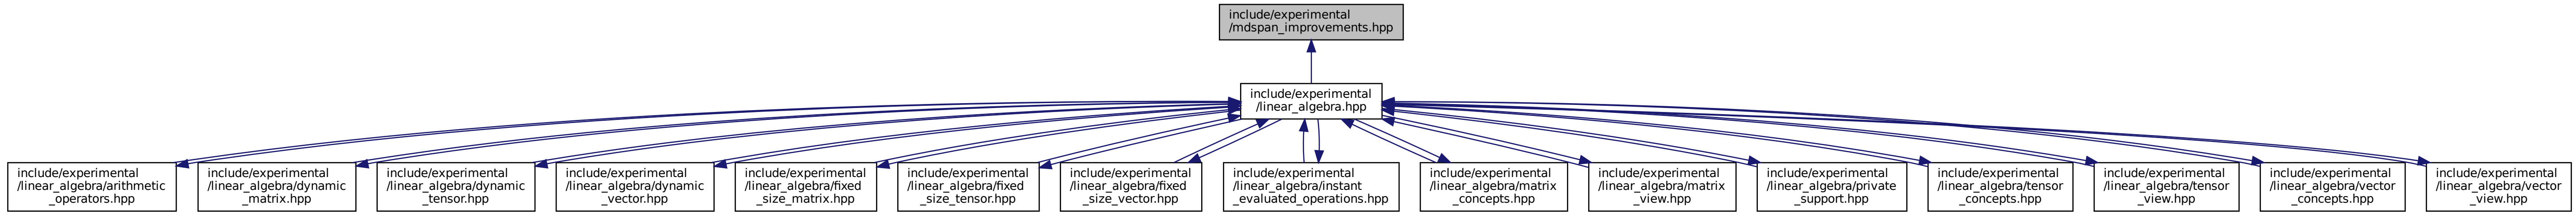 include/experimental
/mdspan_improvements.hpp
include/experimental
/linear_algebra.hpp
include/experimental
/linear_algebra/arithmetic
_operators.hpp
include/experimental
/linear_algebra/dynamic
_matrix.hpp
include/experimental
/linear_algebra/dynamic
_tensor.hpp
include/experimental
/linear_algebra/dynamic
_vector.hpp
include/experimental
/linear_algebra/fixed
_size_matrix.hpp
include/experimental
/linear_algebra/fixed
_size_tensor.hpp
include/experimental
/linear_algebra/fixed
_size_vector.hpp
include/experimental
/linear_algebra/instant
_evaluated_operations.hpp
include/experimental
/linear_algebra/matrix
_concepts.hpp
include/experimental
/linear_algebra/matrix
_view.hpp
include/experimental
/linear_algebra/private
_support.hpp
include/experimental
/linear_algebra/tensor
_concepts.hpp
include/experimental
/linear_algebra/tensor
_view.hpp
include/experimental
/linear_algebra/vector
_concepts.hpp
include/experimental
/linear_algebra/vector
_view.hpp